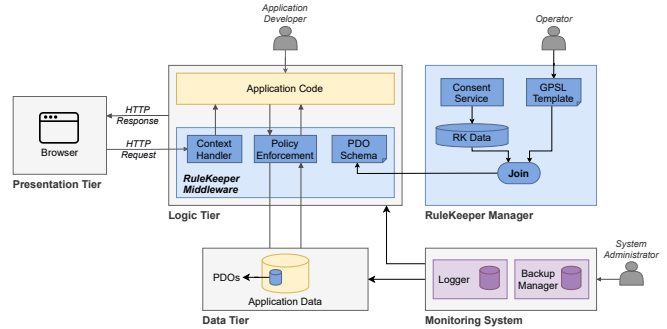 Application
Developer
Operator
Application Code
Consent
Service
GPSL
Template
HTTP
Response
Browser
HTTP
Request
Context
Handler
Policy
Enforcement
PDO
Schema
RK Data
RuleKeeper
Middleware
Join
Presentation Tier
Logic Tier
RuleKeeper Manager
System
Administrator
PDOs
Application Data
Logger
Backup
Manager
Data Tier
Monitoring System